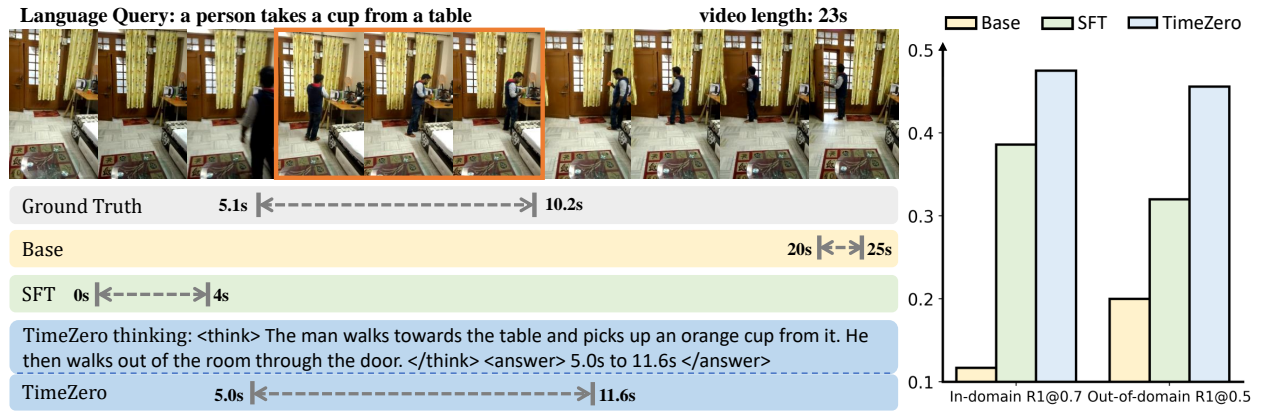 Language Query: a person takes a cup from a table
video length: 23s
Ground Truth 5.1s 10.2s
Base 20s 25s
SFT 0s 4s
TimeZero thinking: <think> The man walks towards the table and picks up an orange cup from it. He
then walks out of the room through the door. </think> <answer> 5.0s to 11.6s </answer>
TimeZero 5.0s 11.6s
Base SFT TimeZero
0.5
0.4
0.3
0.2
0.1
In-domain R1@0.7 Out-of-domain R1@0.5